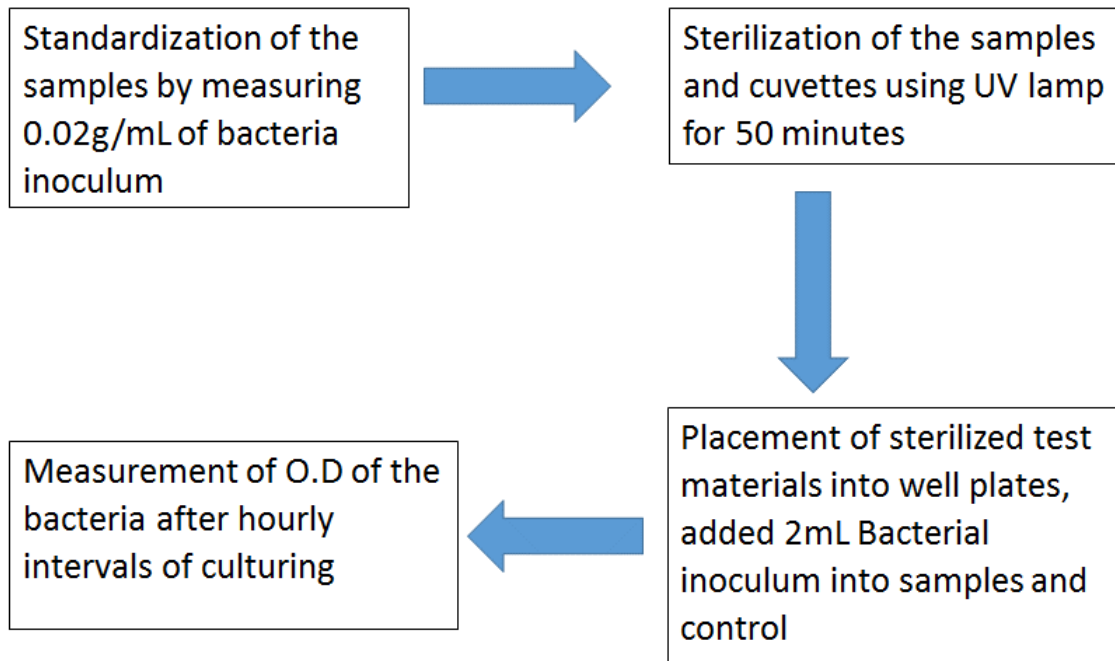 Standardization of the
samples by measuring
0.02g/mL of bacteria
inoculum
Sterilization of the samples
and cuvettes using UV lamp
for 50 minutes
Placement of sterilized test
materials into well plates,
added 2mL Bacterial
inoculum into samples and
control
Measurement of O.D of the
bacteria after hourly
intervals of culturing